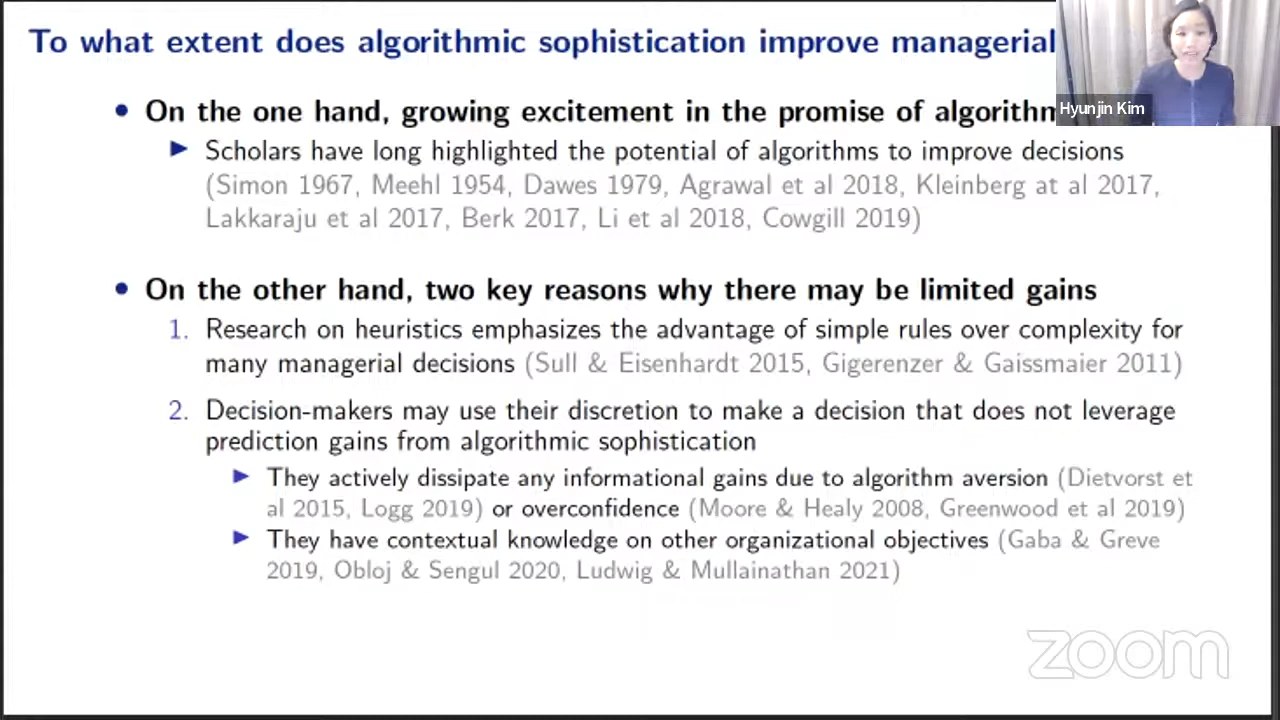 To what extent does algorithmic sophistication improve managerial
• On the one hand, growing excitement in the promise of
Hyunjin Kim
► Scholars have long highlighted the potential of algorithms to improve decisions
(Simon 1967, Meehl 1954, Dawes 1979, Agrawal et al 2018, Kleinberg at al 2017,
Lakkaraju et al 2017, Berk 2017, Li et al 2018, Cowgill 2019)
• On the other hand, two key reasons why there may be limited gains
1. Research on heuristics emphasizes the advantage of simple rules over complexity for
many managerial decisions (Sull & Eisenhardt 2015, Gigerenzer & Gaissmaier 2011)
2. Decision-makers may use their discretion to make a decision that does not leverage
prediction gains from algorithmic sophistication
► They actively dissipate any informational gains due to algorithm aversion (Dietvorst et
al 2015, Logg 2019) or overconfidence (Moore & Healy 2008, Greenwood et al 2019)
► They have contextual knowledge on other organizational objectives (Gaba & Greve
2019, Obloj & Sengul 2020, Ludwig & Mullainathan 2021)
zoom